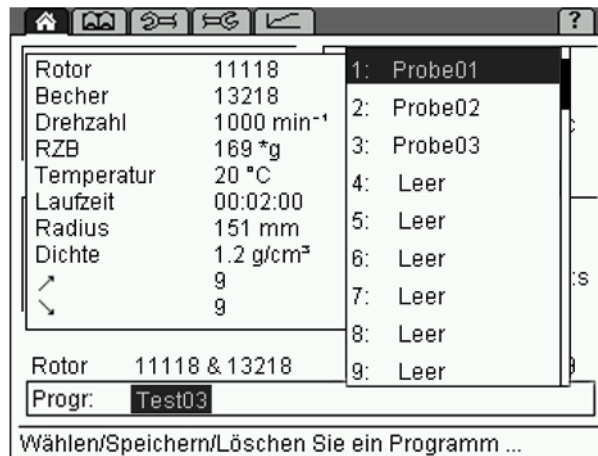 ?
Rotor 11118
Becher 13218
Drehzahl 1000 min⁻¹
RZB 169 *g
Temperatur 20 °C
Laufzeit 00:02:00
Radius 151 mm
Dichte 1.2 g/cm³
↗ 9
↘ 9
1: Probe01
2: Probe02
3: Probe03
4: Leer
5: Leer
6: Leer
7: Leer
8: Leer
9: Leer
Rotor 11118 & 13218
Progr: Test03
Wählen/Speichern/Löschen Sie ein Programm ...